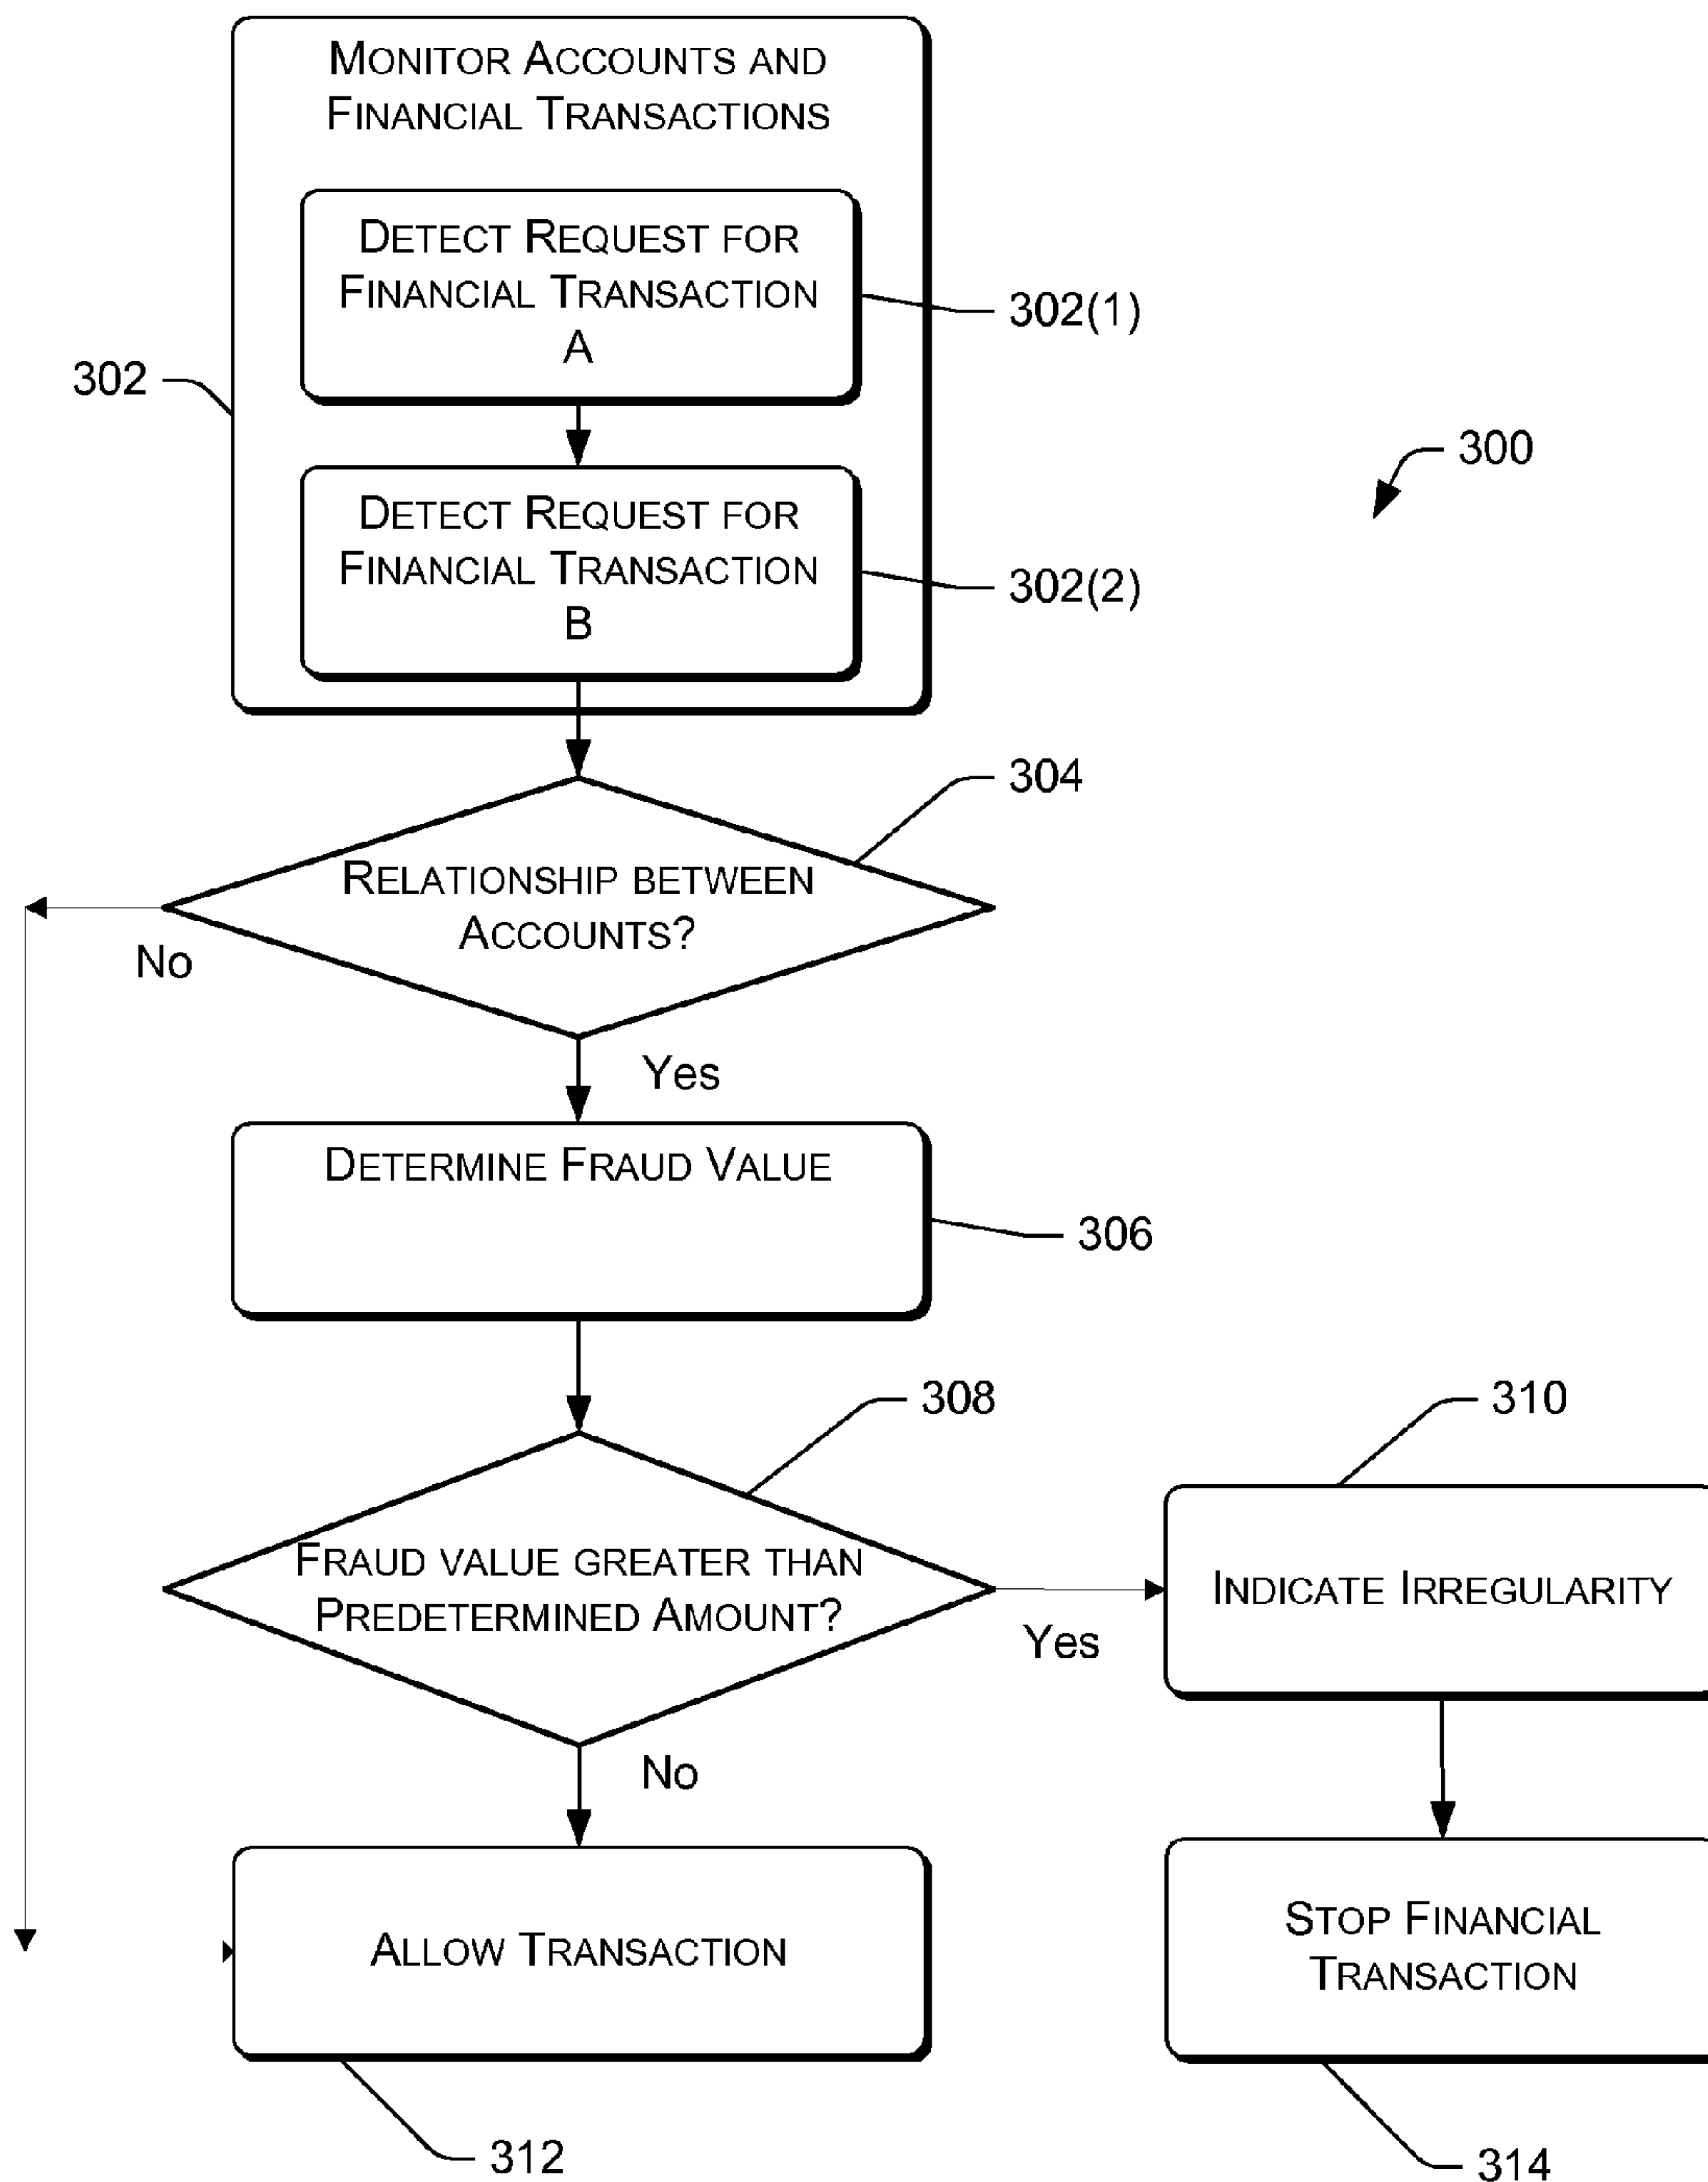 MONITOR ACCOUNTS AND
FINANCIAL TRANSACTIONS
DETECT REQUEST FOR
FINANCIAL TRANSACTION
A
302(1)
302
300
DETECT REQUEST FOR
FINANCIAL TRANSACTION
B
302(2)
304
RELATIONSHIP BETWEEN
ACCOUNTS?
No
Yes
DETERMINE FRAUD VALUE
306
308
310
FRAUD VALUE GREATER THAN
PREDETERMINED AMOUNT?
Yes
INDICATE IRREGULARITY
No
ALLOW TRANSACTION
STOP FINANCIAL
TRANSACTION
312
314